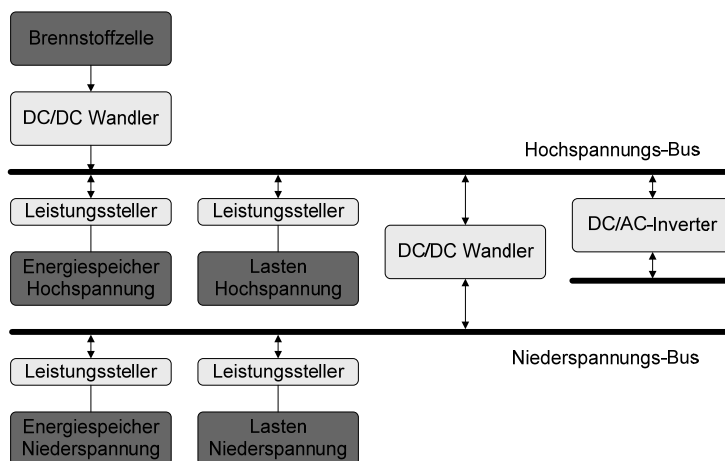 Brennstoffzelle
DC/DC Wandler
Hochspannungs-Bus
Leistungssteller
Leistungssteller
DC/AC-Inverter
DC/DC Wandler
Energiespeicher
Hochspannung
Lasten
Hochspannung
Niederspannungs-Bus
Leistungssteller
Leistungssteller
Energiespeicher
Niederspannung
Lasten
Niederspannung